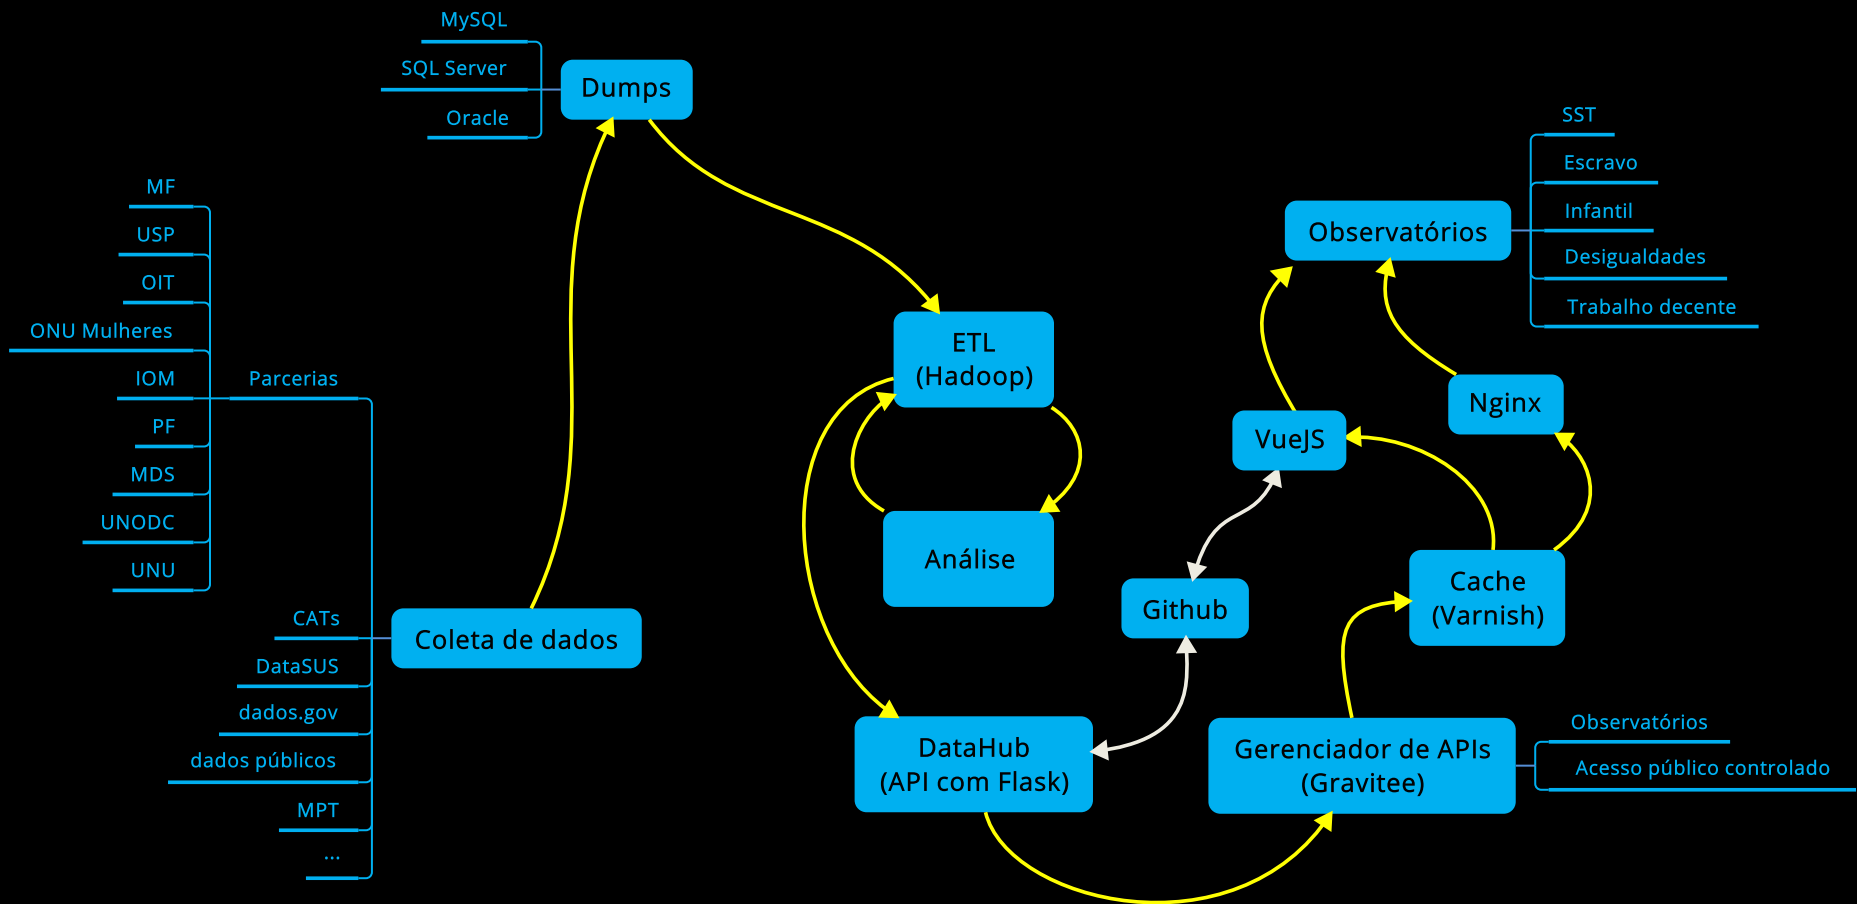 MySQL
SQL Server
Oracle
Dumps
MF
USP
OIT
ONU Mulheres
IOM
PF
MDS
UNODC
UNU
Parcerias
CATs
DataSUS
dados.gov
dados públicos
MPT
...
Coleta de dados
ETL
(Hadoop)
Análise
DataHub
(API com Flask)
Github
VueJS
Observatórios
SST
Escravo
Infantil
Desigualdades
Trabalho decente
Nginx
Cache
(Varnish)
Gerenciador de APIs
(Gravitee)
Observatórios
Acesso público controlado